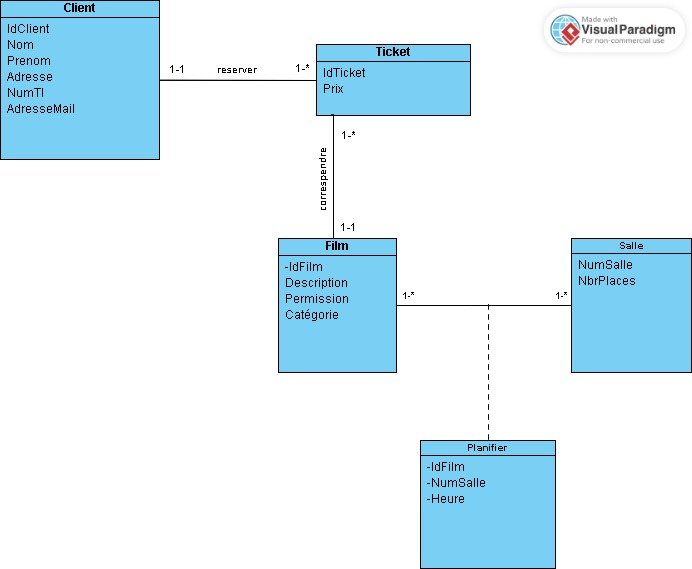 Client
IdClient
Nom
Prenom
Adresse
NumTl
AdresseMail
Made with
VisualParadigm
For non-commercial use
1-1
reserver
1-*
Ticket
IdTicket
Prix
1-*
correspendre
1-1
Film
-IdFilm
Description
Permission
Catégorie
1-*
1-*
Salle
NumSalle
NbrPlaces
Planifier
-IdFilm
-NumSalle
-Heure